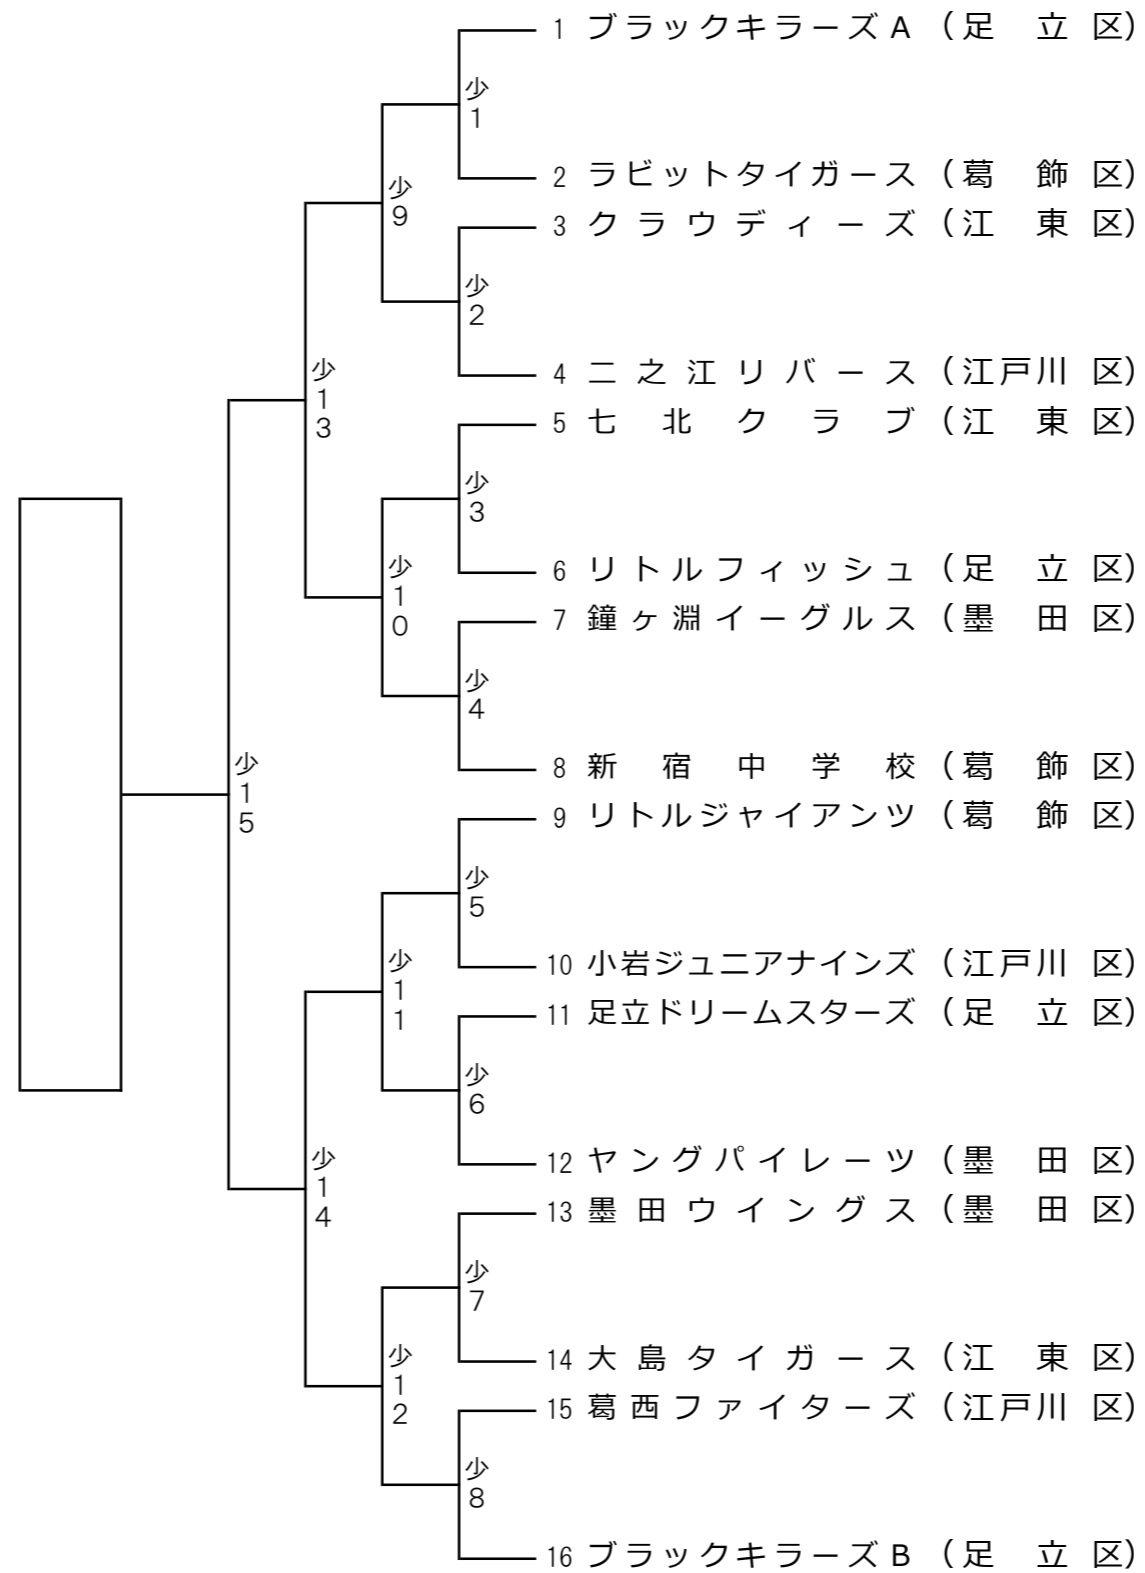 1 ブラックキラーズA (足立区)
少1
2 ラビットタイガース (葛飾区)
少9
3 クラウディーズ (江東区)
少2
4 二之江リバース (江戸川区)
少13
5 七北クラブ (江東区)
少3
6 リトルフィッシュ (足立区)
少10
7 鐘ヶ淵イーグルス (墨田区)
少4
8 新宿中学校 (葛飾区)
少15
9 リトルジャイアンツ (葛飾区)
少5
10 小岩ジュニアナインズ (江戸川区)
少11
11 足立ドリームスターズ (足立区)
少6
12 ヤングパイレーツ (墨田区)
少14
13 墨田ウイングス (墨田区)
少7
14 大島タイガース (江東区)
少12
15 葛西ファイターズ (江戸川区)
少8
16 ブラックキラーズB (足立区)